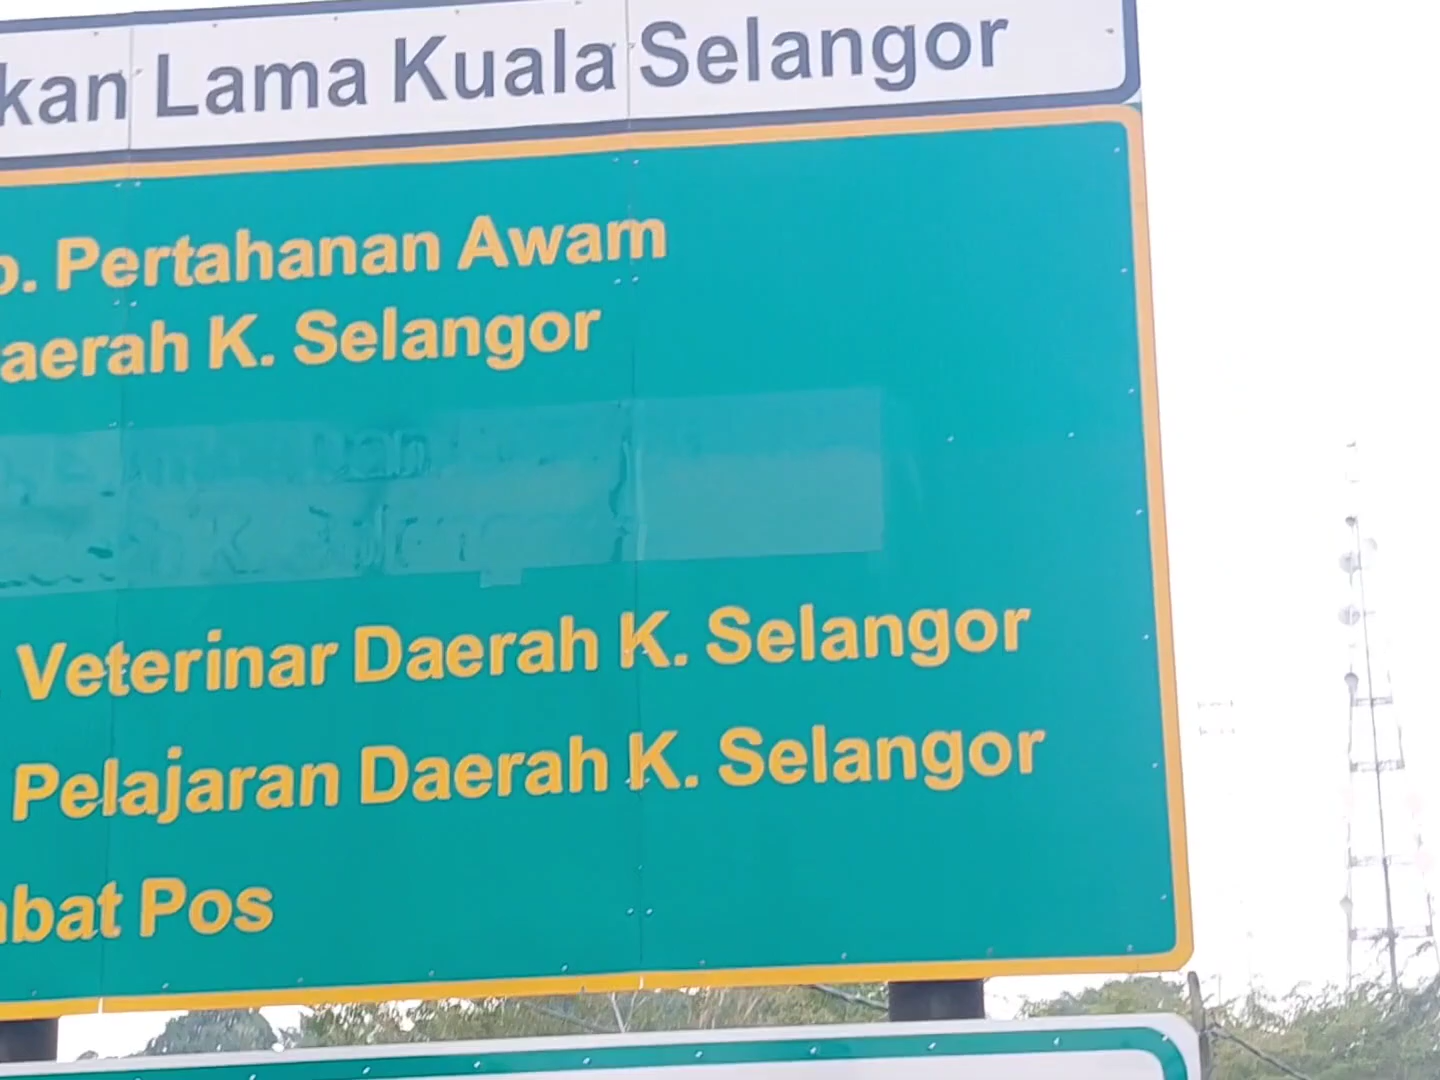 kan Lama Kuala Selangor
b. Pertahanan Awam
aerah K. Selangor
Veterinar Daerah K. Selangor
Pelajaran Daerah K. Selangor
abat Pos